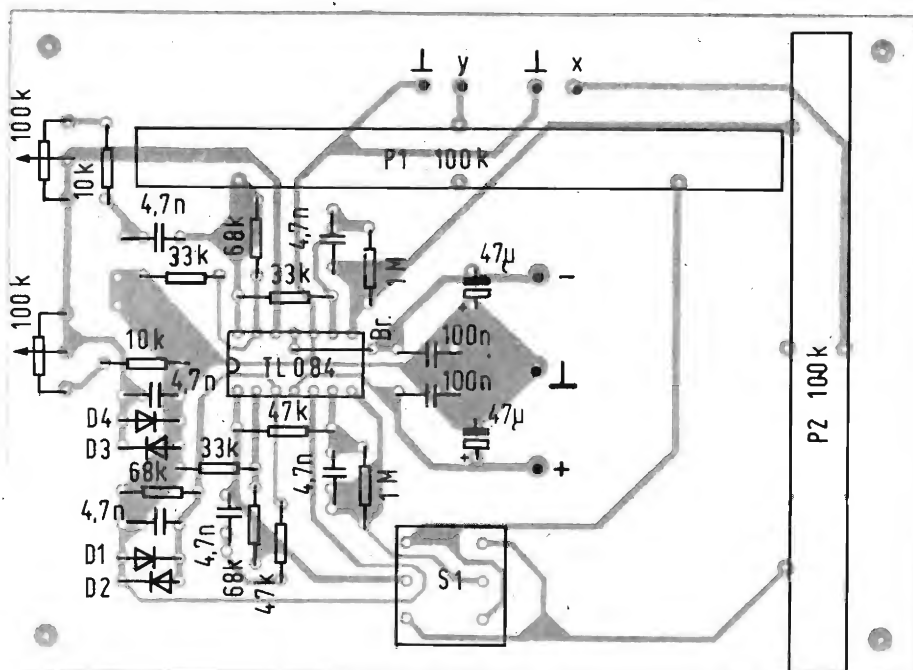 ⊥ y ⊥ x
100k
10k
P1 100k
4,7n
68k
4,7n
33k
33k
1M
47µ
−
+
Br.
100k
10k
TL084
100n
100n
⊥
4,7n
D4
D3
47k
47µ
+
+
P2 100k
33k
68k
4,7n
1M
4,7n
4,7n
68k
47k
D1
D2
S1